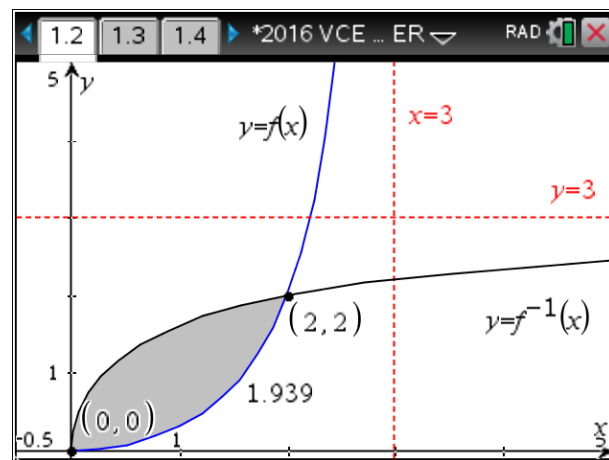 1.2 1.3 1.4 *2016 VCE … ER RAD
5 y
y=f(x)
x=3
y=3
(2,2)
y=f⁻¹(x)
1
1.939
(0,0)
-0.5 1 x